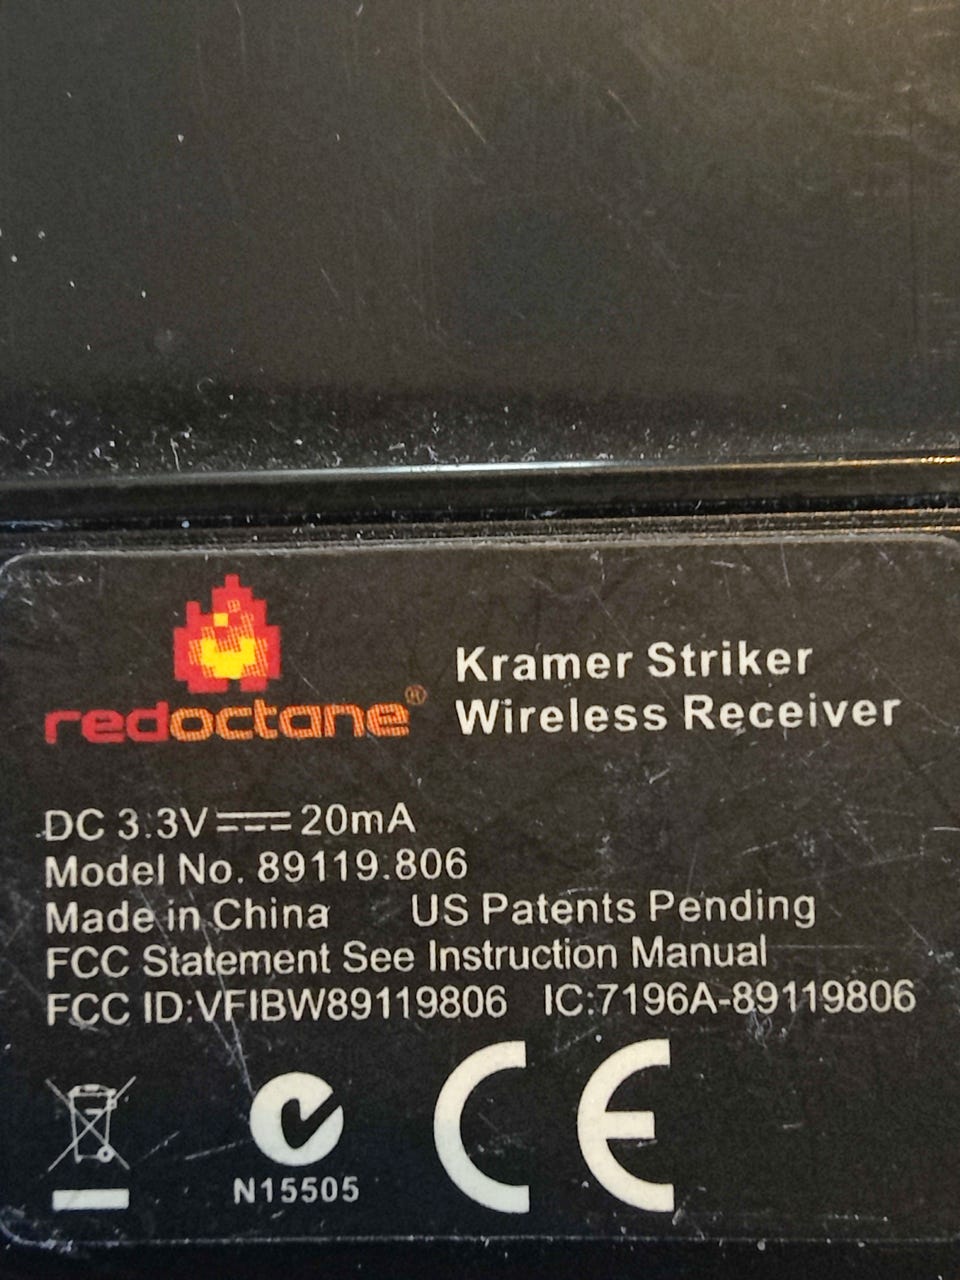 redoctane®
Kramer Striker
Wireless Receiver
DC 3.3V 20mA
Model No. 89119.806
Made in China US Patents Pending
FCC Statement See Instruction Manual
FCC ID:VFIBW89119806 IC:7196A-89119806
N15505
CE